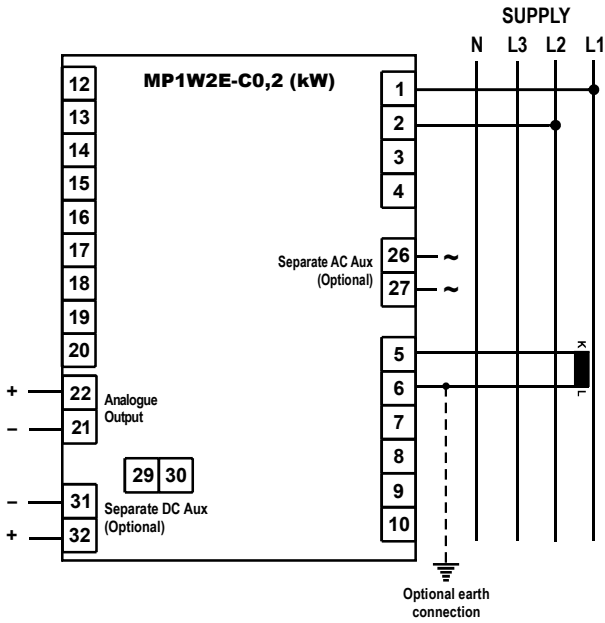 SUPPLY
N L3 L2 L1
MP1W2E-C0,2 (kW)
12
13
14
15
16
17
18
19
20
+ 22
– 21
Analogue
Output
29 30
– 31
+ 32
Separate DC Aux
(Optional)
1
2
3
4
Separate AC Aux
(Optional)
26 ~
27 ~
5
6
7
8
9
10
K
L
Optional earth
connection